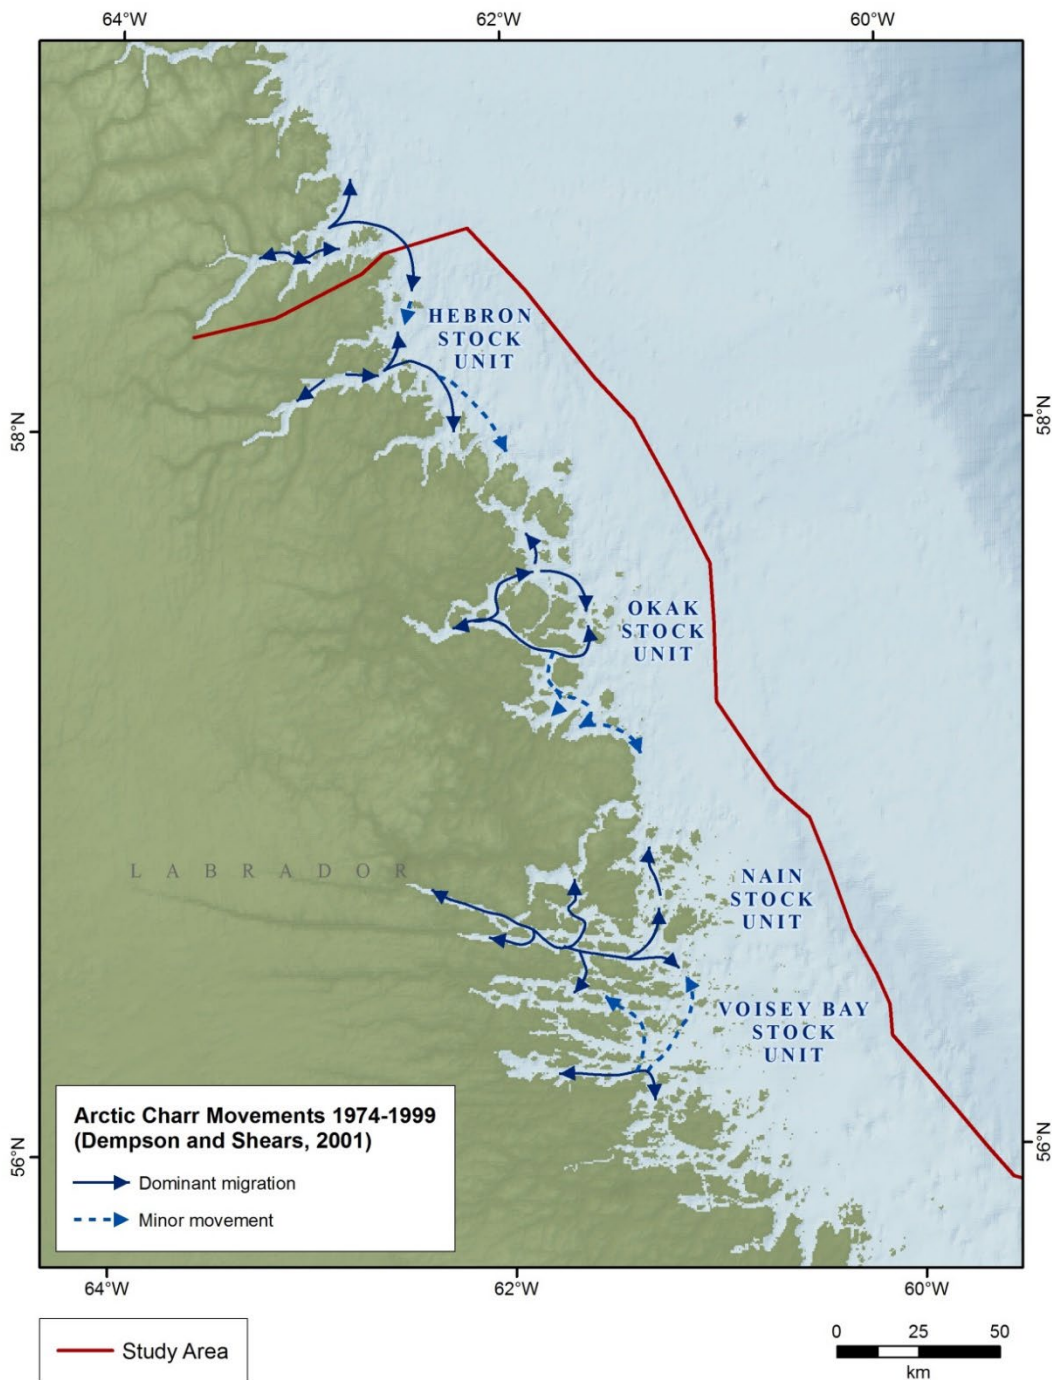 64°W 62°W 60°W
HEBRON
STOCK
UNIT
58°N 58°N
OKAK
STOCK
UNIT
LABRADOR
NAIN
STOCK
UNIT
VOISEY BAY
STOCK
UNIT
Arctic Charr Movements 1974-1999
(Dempson and Shears, 2001)
Dominant migration
Minor movement
56°N 56°N
64°W 62°W 60°W
Study Area
0 25 50
km